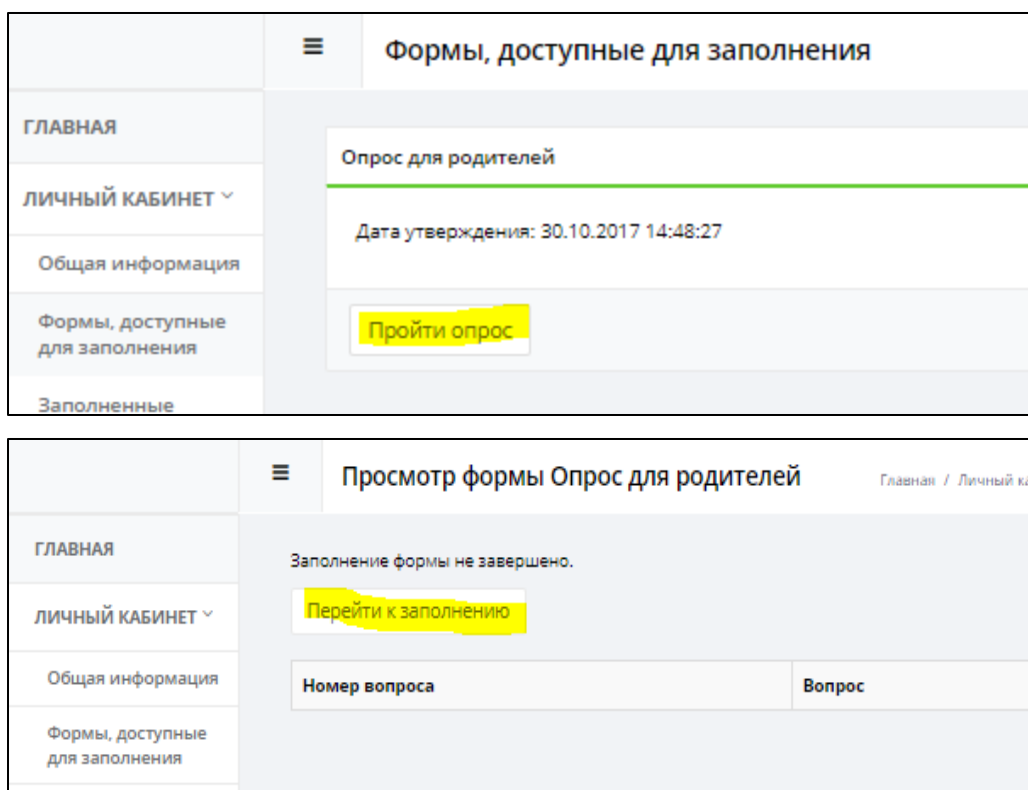 Формы, доступные для заполнения
ГЛАВНАЯ
ЛИЧНЫЙ КАБИНЕТ
Общая информация
Формы, доступные
для заполнения
Заполненные
Опрос для родителей
Дата утверждения: 30.10.2017 14:48:27
Пройти опрос
Просмотр формы Опрос для родителей
Главная / Личный
ГЛАВНАЯ
ЛИЧНЫЙ КАБИНЕТ
Общая информация
Формы, доступные
для заполнения
Заполнение формы не завершено.
Перейти к заполнению
Номер вопроса
Вопрос